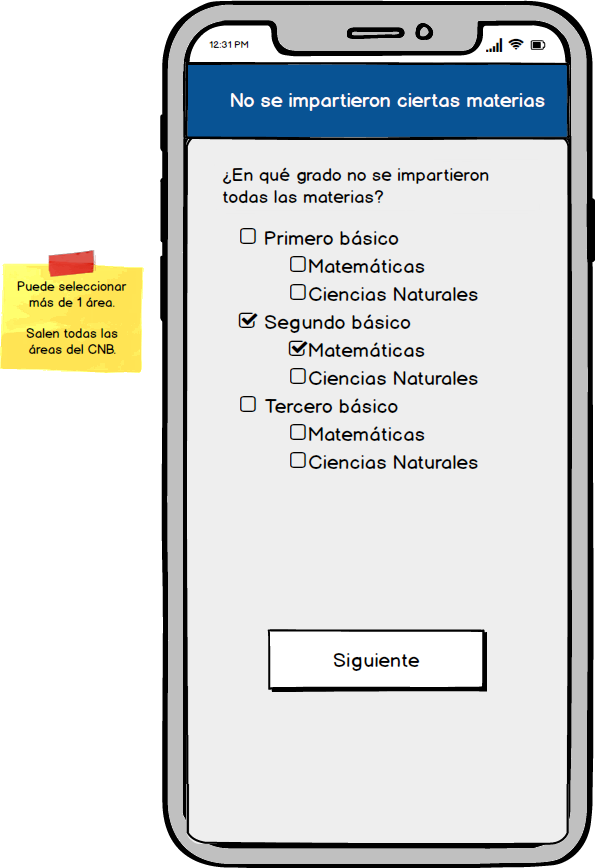 12:31 PM
No se impartieron ciertas materias
¿En qué grado no se impartieron
todas las materias?
Primero básico
Matemáticas
Ciencias Naturales
Segundo básico
Matemáticas
Ciencias Naturales
Tercero básico
Matemáticas
Ciencias Naturales
Siguiente
Puede seleccionar
más de 1 área.
Salen todas las
áreas del CNB.